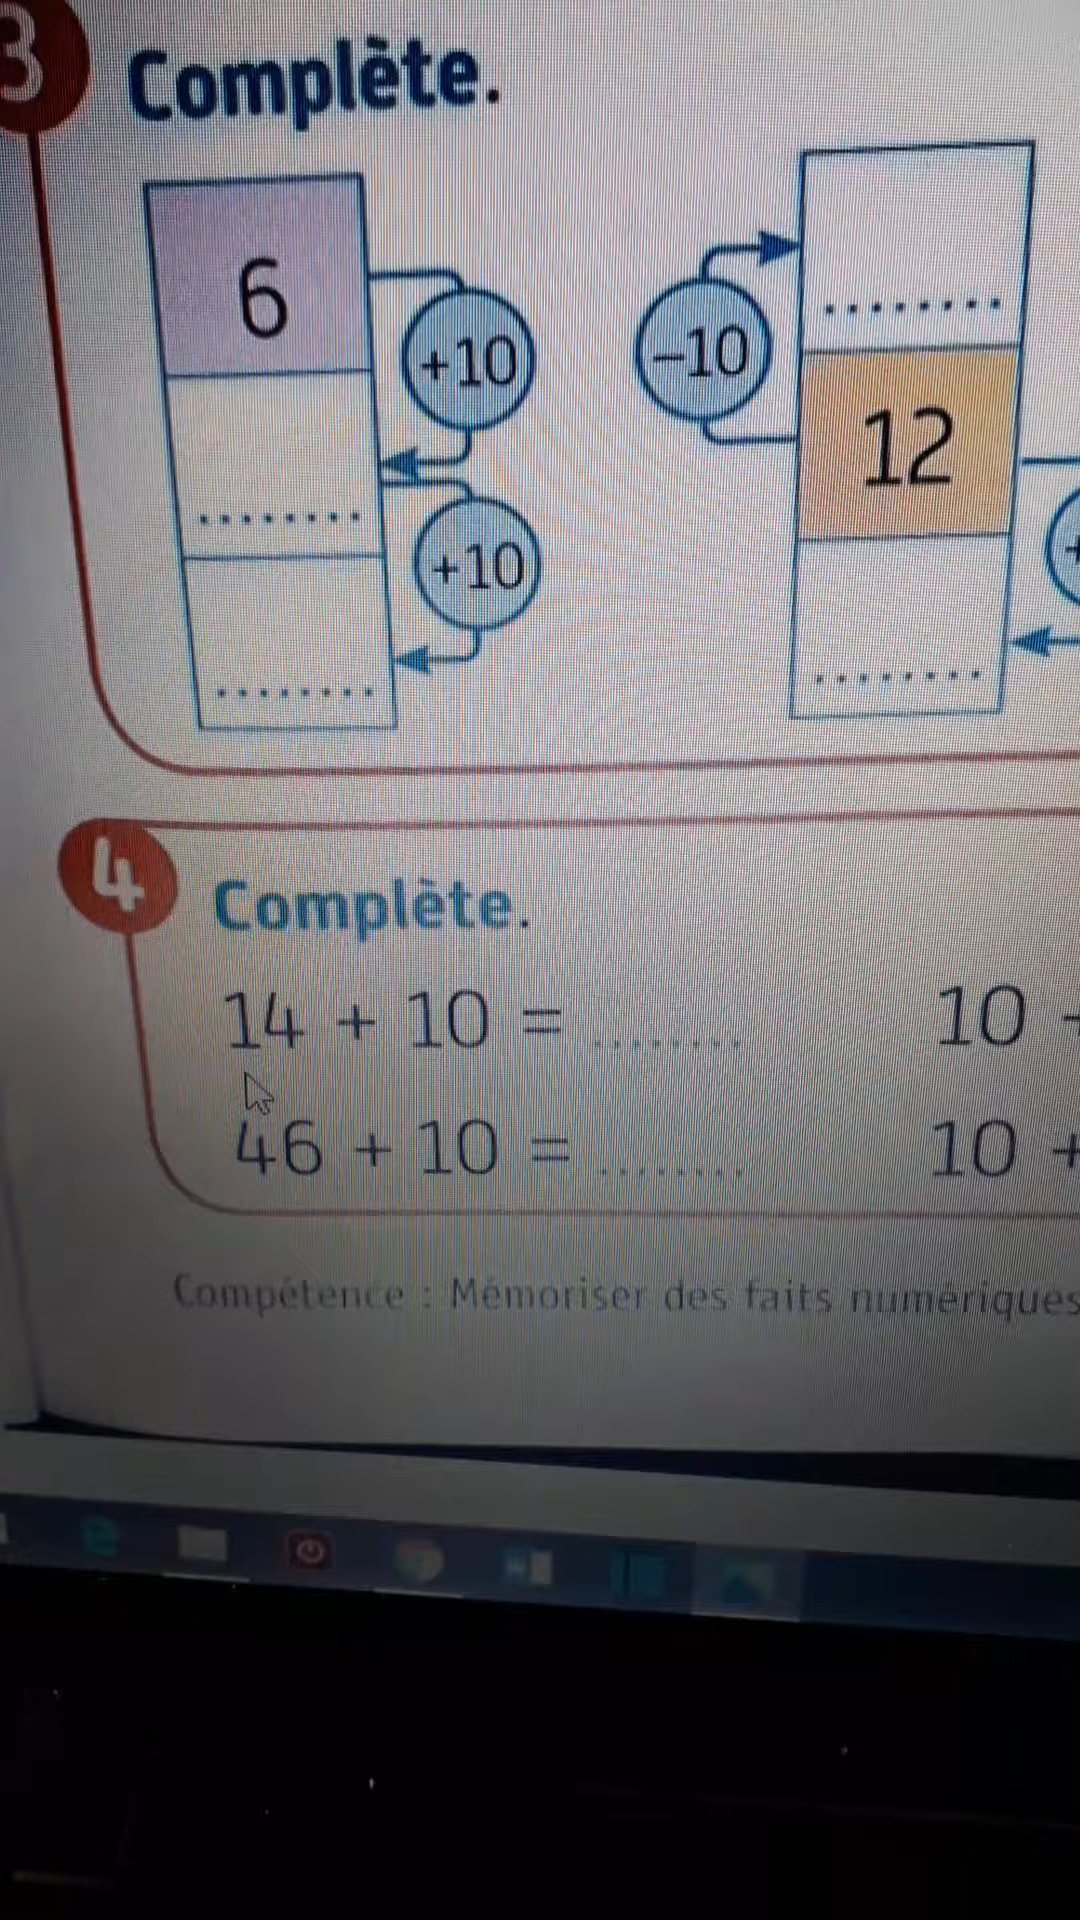 3 Complète.
6
+10
........
+10
........
........
–10
12
........
4 Complète.
14 + 10 = ........
10
46 + 10 = ........
10 +
Compétence : Mémoriser des faits numériques